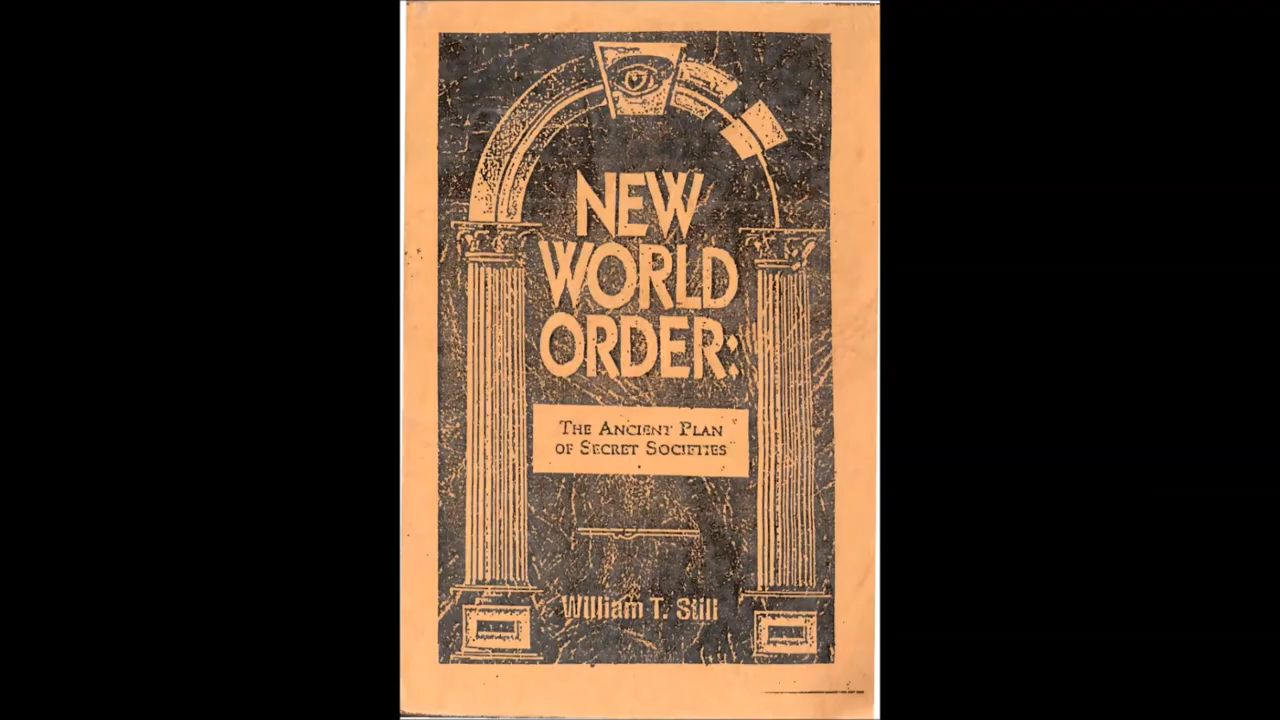 NEW
WORLD
ORDER:
THE ANCIENT PLAN
OF SECRET SOCIETIES
William T. Still